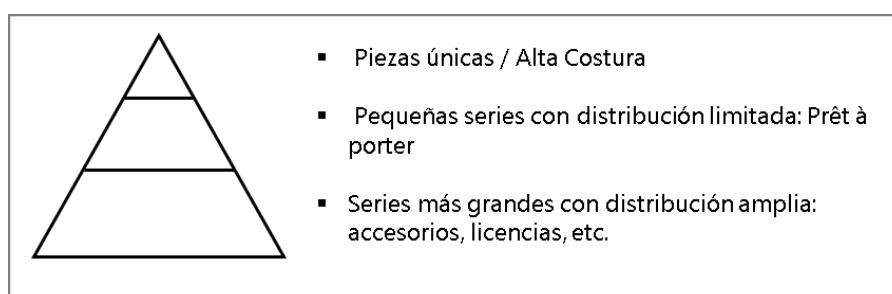 ▪ Piezas únicas / Alta Costura
▪ Pequeñas series con distribución limitada: Prêt à
porter
▪ Series más grandes con distribución amplia:
accesorios, licencias, etc.